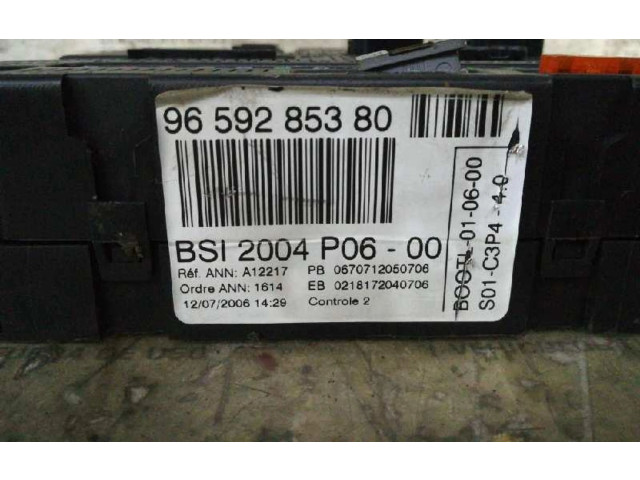 96 592 853 80
BSI 2004 P06 - 00
Réf. ANN: A12217 PB 0670712050706
Ordre ANN: 1614 EB 0218172040706
12/07/2006 14:29 Controle 2
BOOTL -01-06-00
S01-C3P4 - 4.0